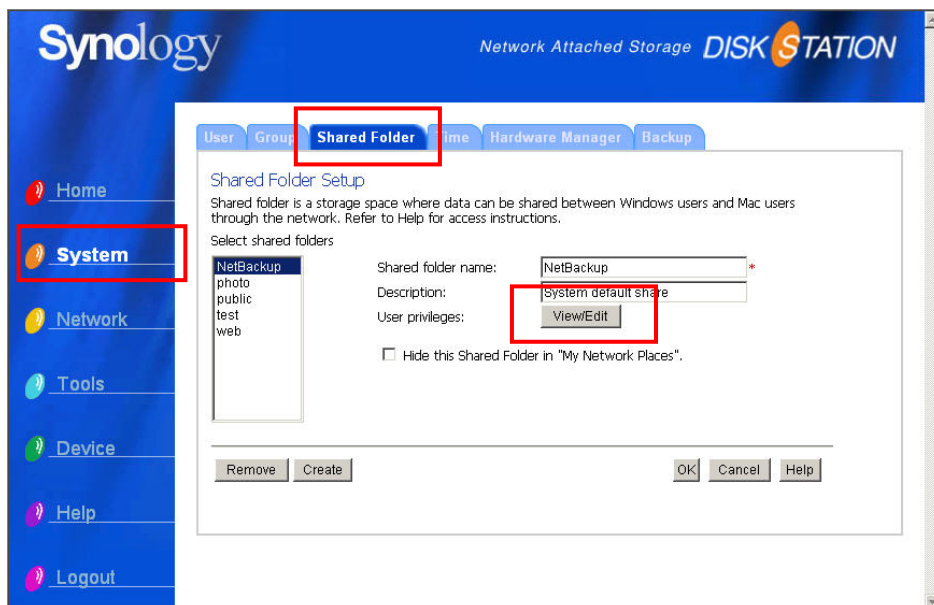 Synology
Network Attached Storage DISK STATION
User Group Shared Folder Time Hardware Manager Backup
Home
System
Network
Tools
Device
Help
Logout
Shared Folder Setup
Shared folder is a storage space where data can be shared between Windows users and Mac users
through the network. Refer to Help for access instructions.
Select shared folders
NetBackup
photo
public
test
web
Shared folder name: NetBackup *
Description: System default share
User privileges: View/Edit
Hide this Shared Folder in "My Network Places".
Remove Create OK Cancel Help